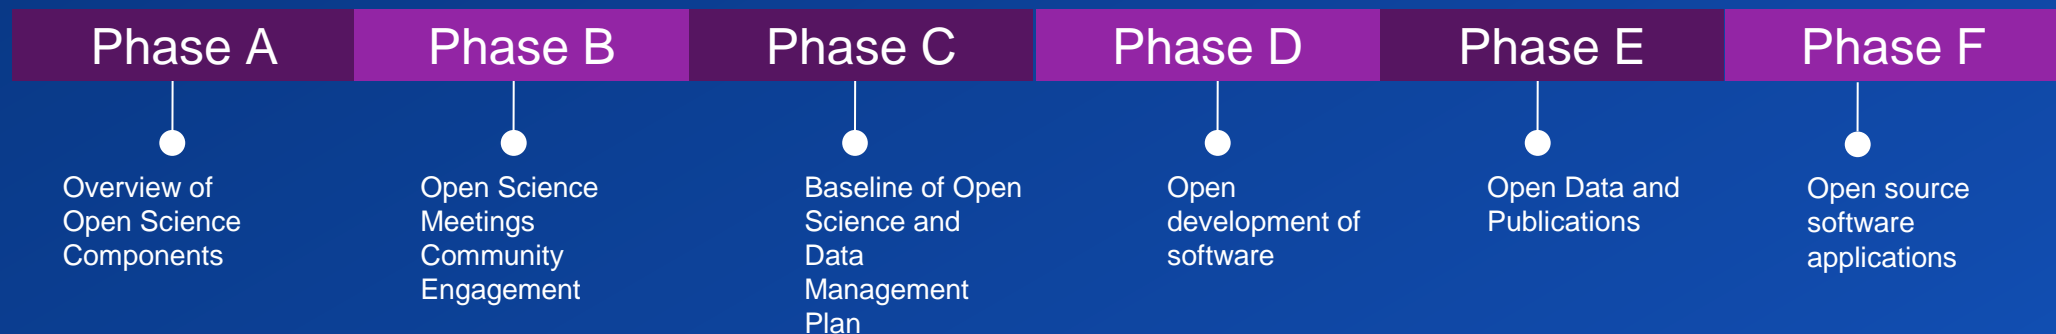 Phase A
Phase B
Phase C
Phase D
Phase E
Phase F
Overview of
Open Science
Components
Open Science
Meetings
Community
Engagement
Baseline of Open
Science and
Data
Management
Plan
Open
development of
software
Open Data and
Publications
Open source
software
applications